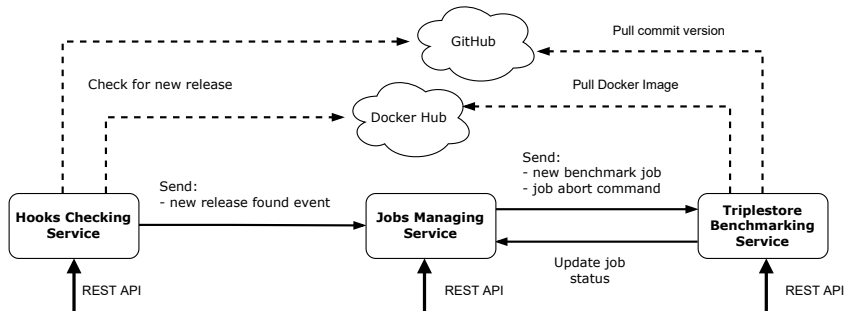 GitHub
Pull commit version
Check for new release
Pull Docker Image
Docker Hub
Send:
- new release found event
Send:
- new benchmark job
- job abort command
Hooks Checking
Service
Jobs Managing
Service
Triplestore
Benchmarking
Service
Update job
status
REST API
REST API
REST API